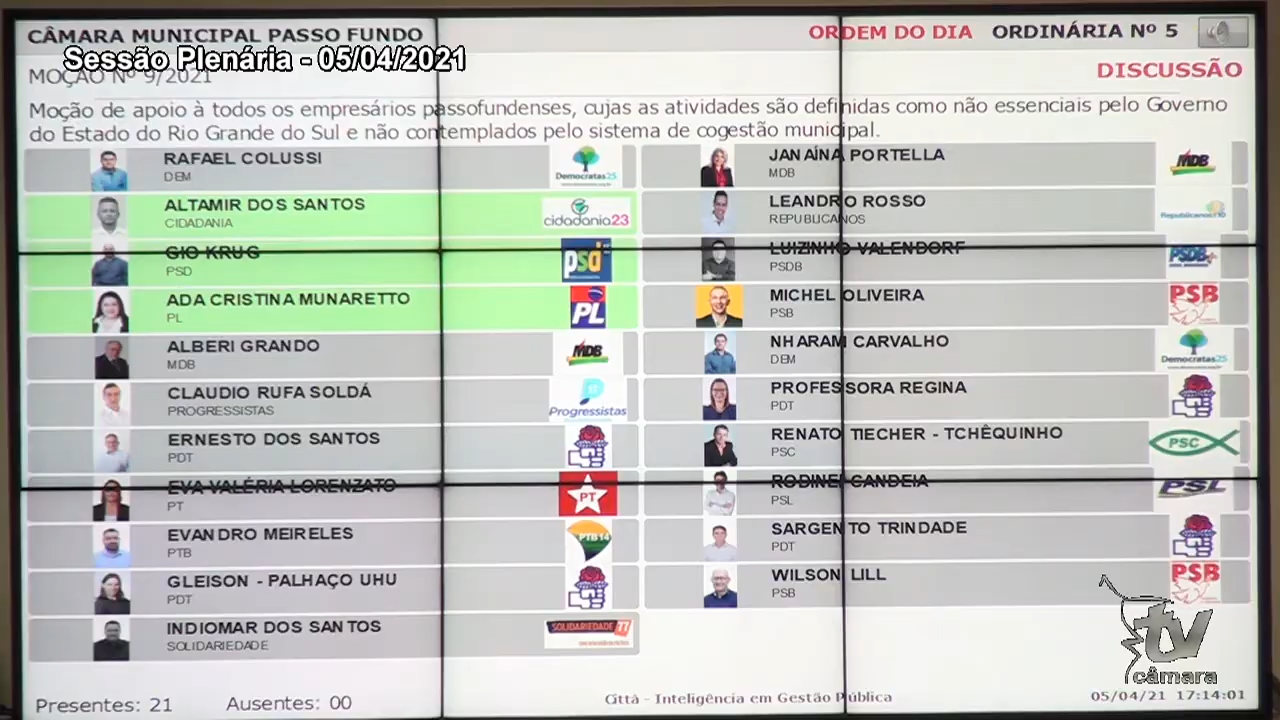 CÂMARA MUNICIPAL PASSO FUNDO
ORDEM DO DIA ORDINÁRIA Nº 5
Sessão Plenária - 05/04/2021
MOÇÃO Nº 9/2021
DISCUSSÃO
Moção de apoio à todos os empresários passofundenses, cujas as atividades são definidas como não essenciais pelo Governo
do Estado do Rio Grande do Sul e não contemplados pelo sistema de cogestão municipal.
RAFAEL COLUSSI
DEM
Democratas25
ALTAMIR DOS SANTOS
CIDADANIA
cidadania23
GIO KRUG
PSD
psd
ADA CRISTINA MUNARETTO
PL
PL
ALBERI GRANDO
MDB
MDB
CLAUDIO RUFA SOLDÁ
PROGRESSISTAS
Progressistas
ERNESTO DOS SANTOS
PDT
EVA VALÉRIA LORENZATO
PT
PT
EVANDRO MEIRELES
PTB
PTB14
GLEISON - PALHAÇO UHU
PDT
INDIOMAR DOS SANTOS
SOLIDARIEDADE
SOLIDARIEDADE 77
JANAÍNA PORTELLA
MDB
MDB
LEANDRO ROSSO
REPUBLICANOS
Republicanos10
LUIZINHO VALENDORF
PSDB
PSDB
MICHEL OLIVEIRA
PSB
PSB
NHARAM CARVALHO
DEM
Democratas25
PROFESSORA REGINA
PDT
RENATO TIECHER - TCHÊQUINHO
PSC
PSC
RODINEI CANDEIA
PSL
PSL
SARGENTO TRINDADE
PDT
WILSON LILL
PSB
PSB
tv
câmara
Presentes: 21 Ausentes: 00
Città - Inteligência em Gestão Pública
05/04/21 17:14:01